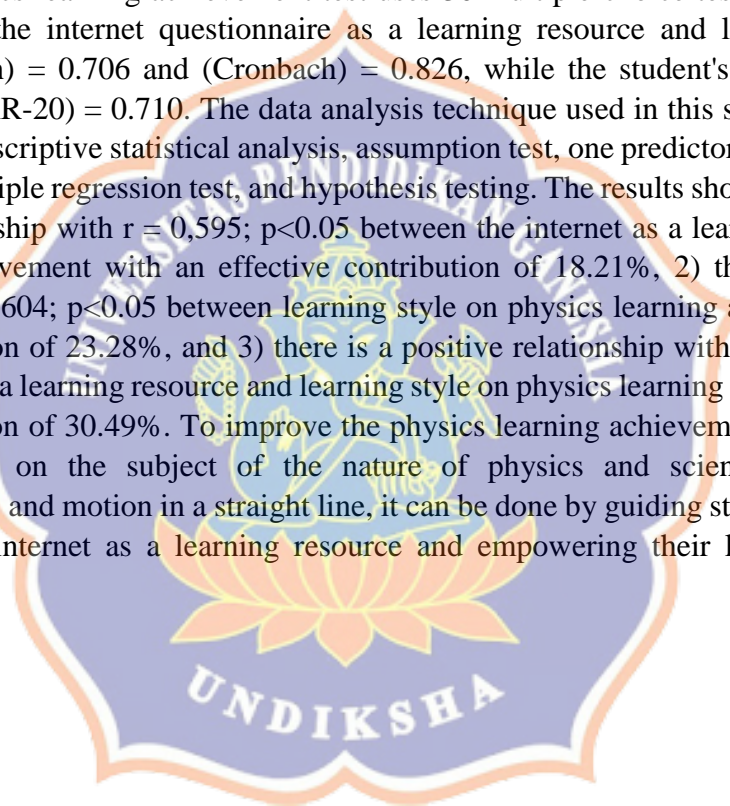 the internet questionnaire as a learning resource and l
) = 0.706 and (Cronbach) = 0.826, while the student's
R-20) = 0.710. The data analysis technique used in this s
scriptive statistical analysis, assumption test, one predictor
iple regression test, and hypothesis testing. The results sho
ship with r = 0,595; p<0.05 between the internet as a lear
vement with an effective contribution of 18.21%, 2) th
604; p<0.05 between learning style on physics learning a
on of 23.28%, and 3) there is a positive relationship with
a learning resource and learning style on physics learning
on of 30.49%. To improve the physics learning achievem
on the subject of the nature of physics and scien
and motion in a straight line, it can be done by guiding st
internet as a learning resource and empowering their l
UNIVERSITAS PENDIDIKAN GANESHA
UNDIKSHA